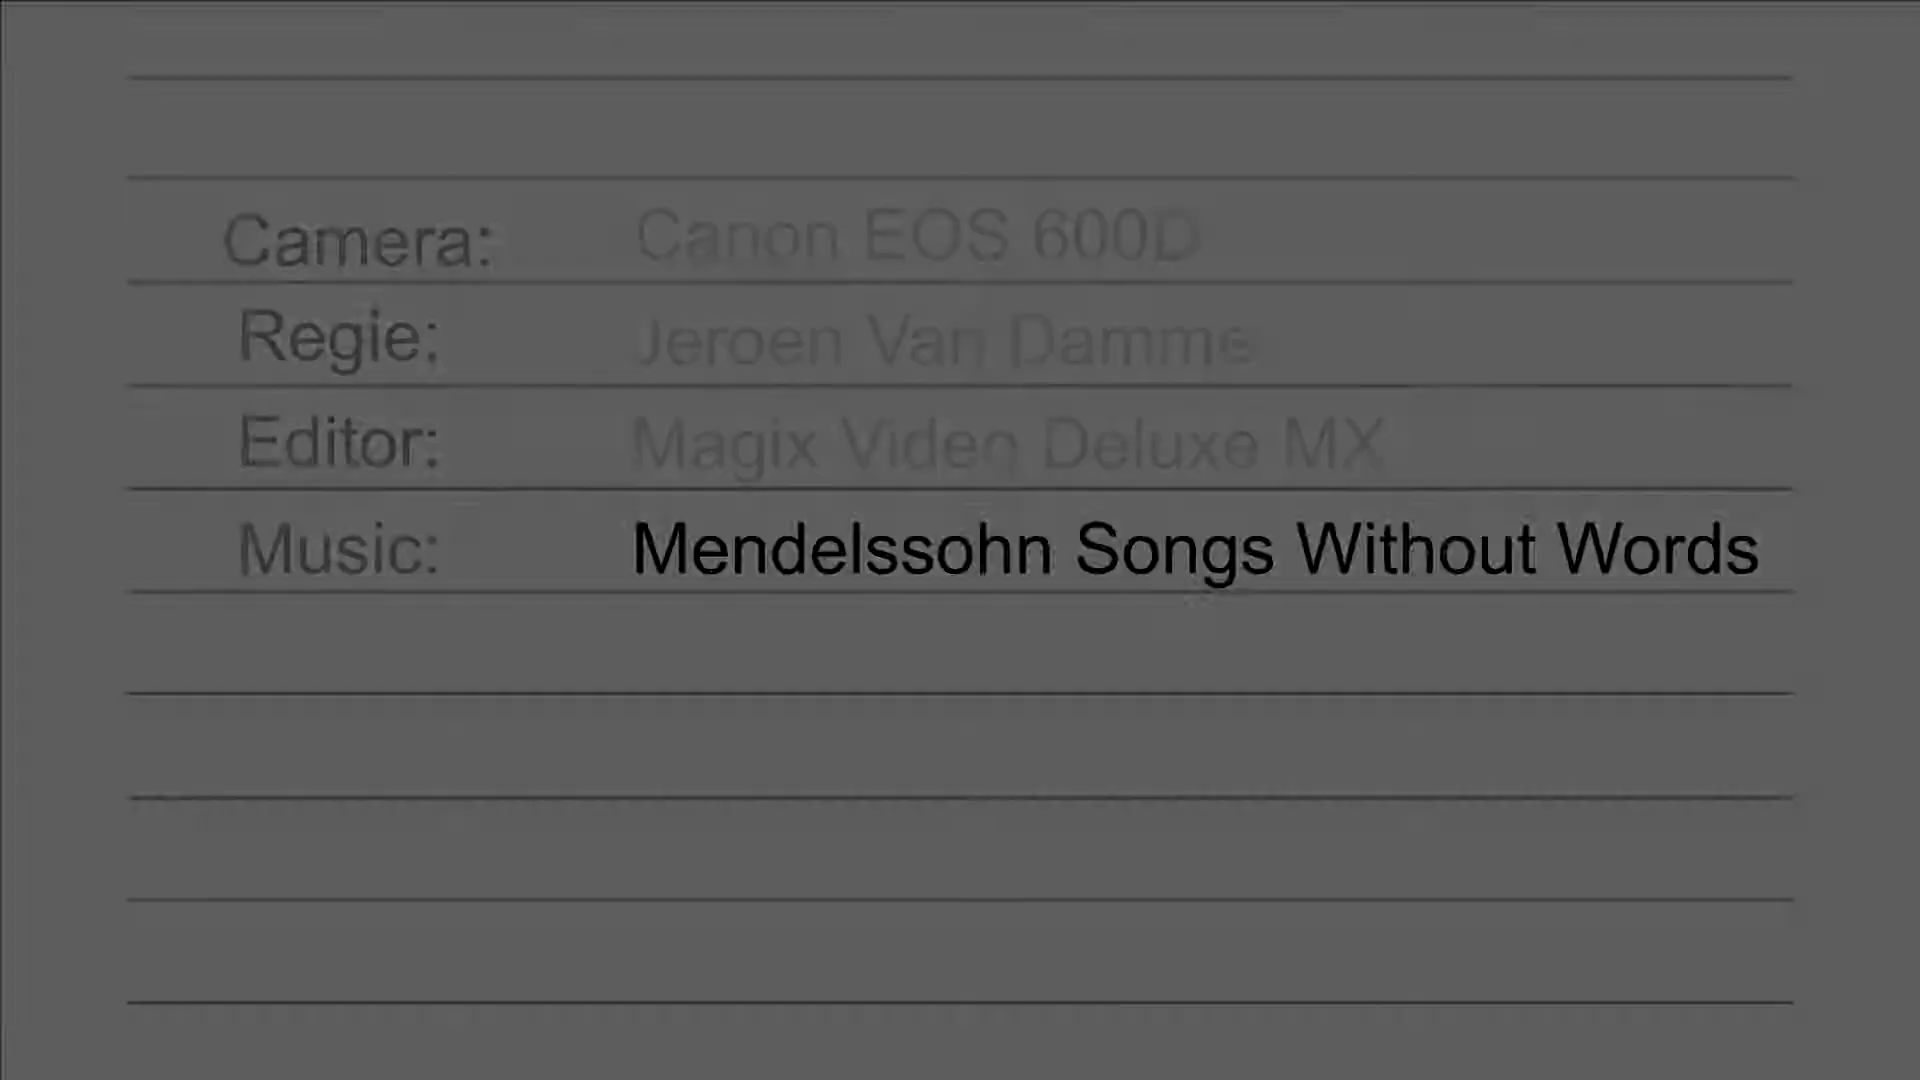 Camera: Canon EOS 600D
Regie: Jeroen Van Damme
Editor: Magix Video Deluxe MX
Music: Mendelssohn Songs Without Words